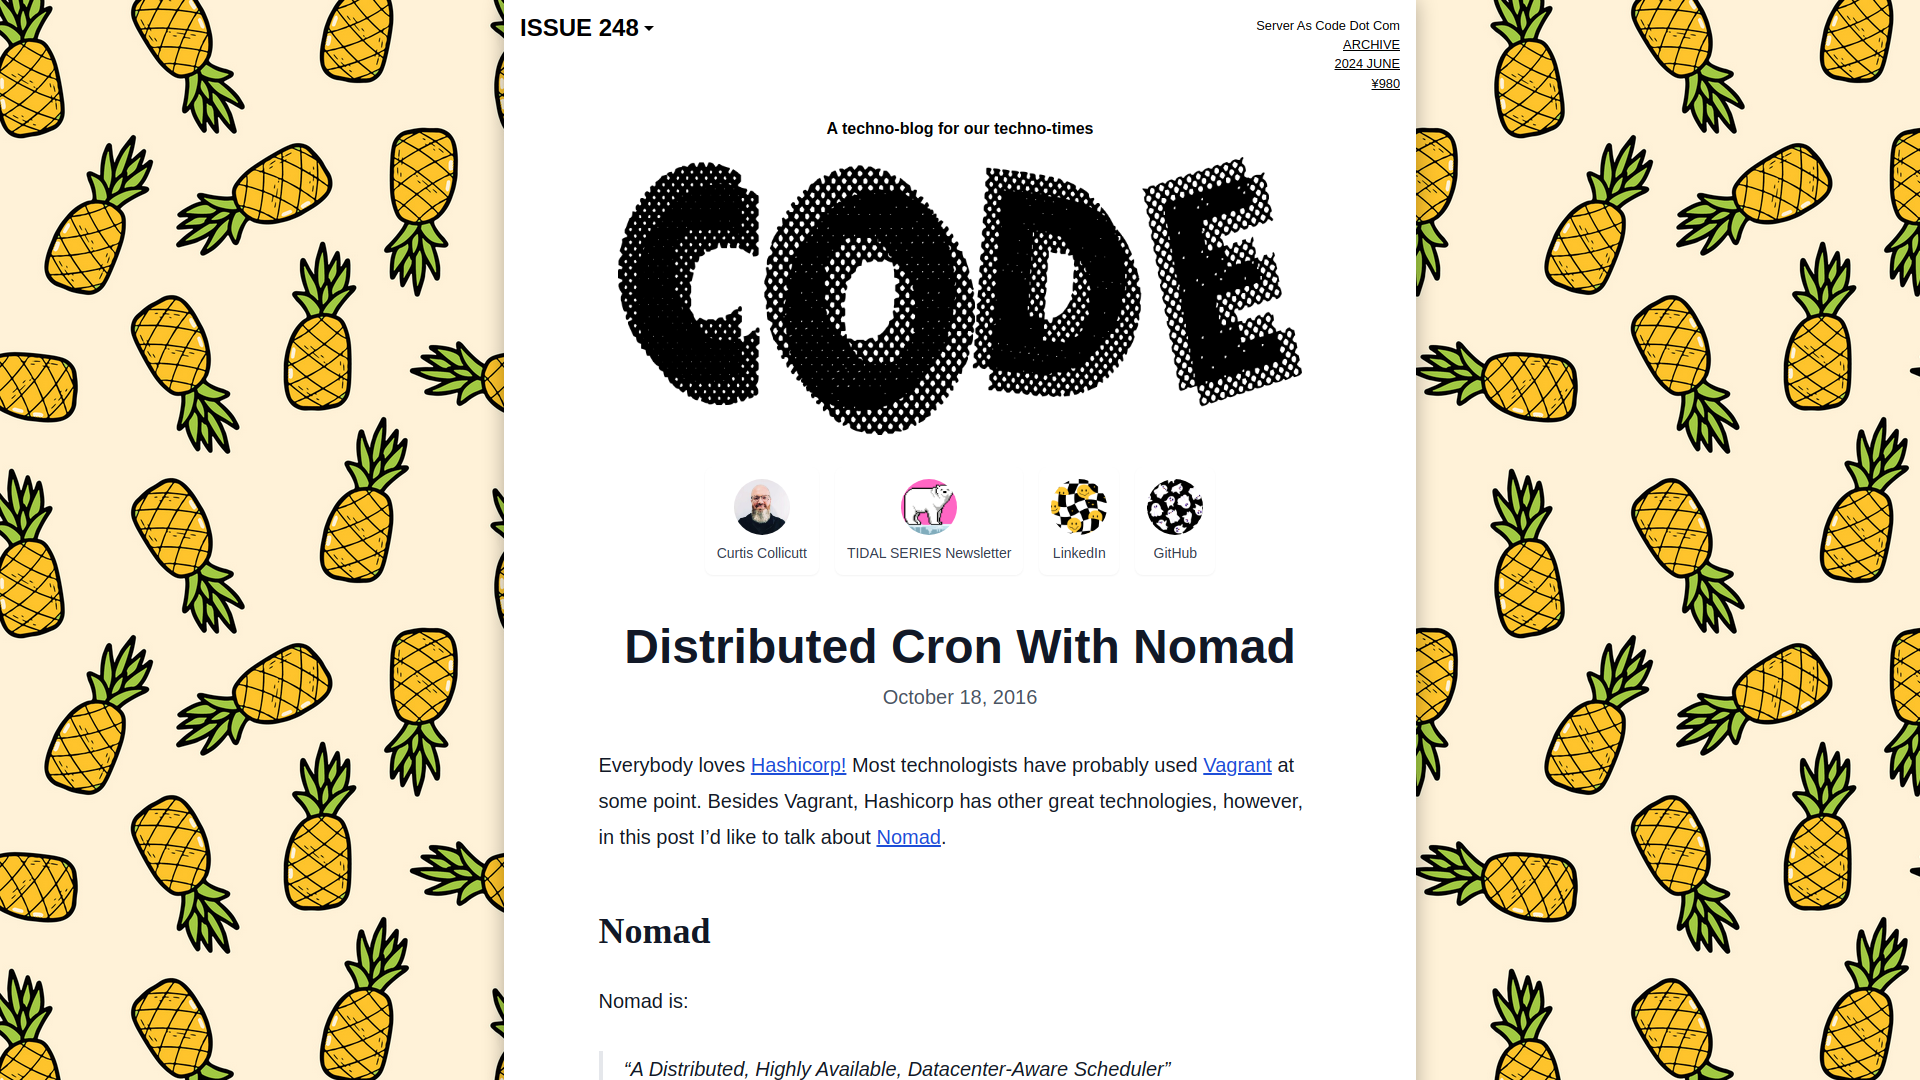 ISSUE 248
Server As Code Dot Com
ARCHIVE
2024 JUNE
¥980
A techno-blog for our techno-times
CODE
Curtis Collicutt
TIDAL SERIES Newsletter
LinkedIn
GitHub
Distributed Cron With Nomad
October 18, 2016
Everybody loves Hashicorp! Most technologists have probably used Vagrant at
some point. Besides Vagrant, Hashicorp has other great technologies, however,
in this post I’d like to talk about Nomad.
Nomad
Nomad is:
“A Distributed, Highly Available, Datacenter-Aware Scheduler”